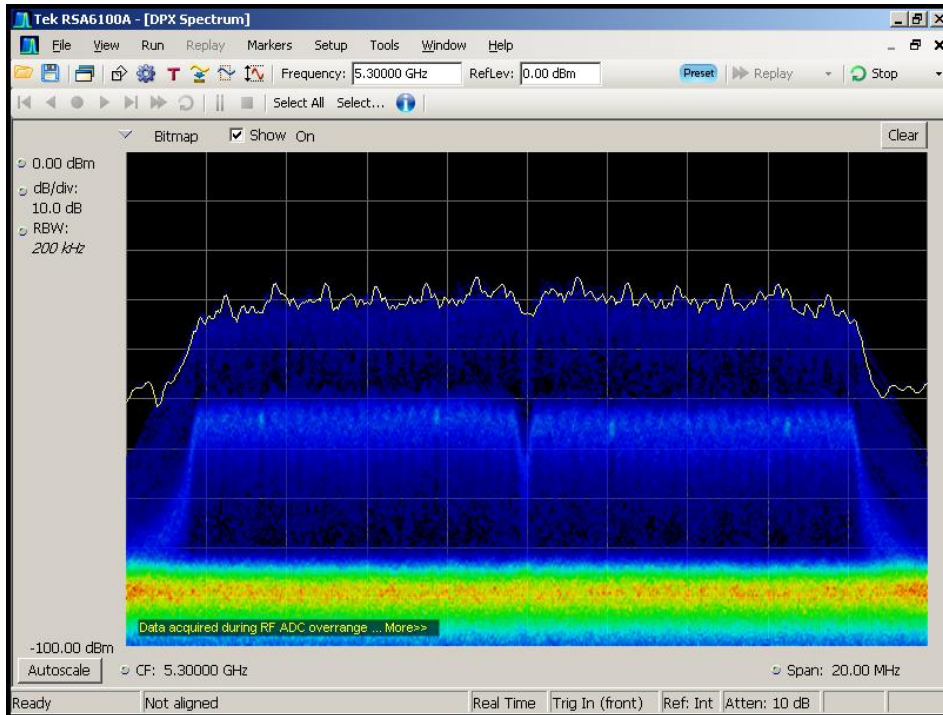 Tek RSA6100A - [DPX Spectrum]
File View Run Replay Markers Setup Tools Window Help
Frequency: 5.30000 GHz RefLev: 0.00 dBm Preset Replay Stop
Select All Select...
Bitmap Show On Clear
0.00 dBm
dB/div:
10.0 dB
RBW:
200 kHz
Data acquired during RF ADC overrange ... More>>
-100.00 dBm
Autoscale CF: 5.30000 GHz Span: 20.00 MHz
Ready Not aligned Real Time Trig In (front) Ref: Int Atten: 10 dB